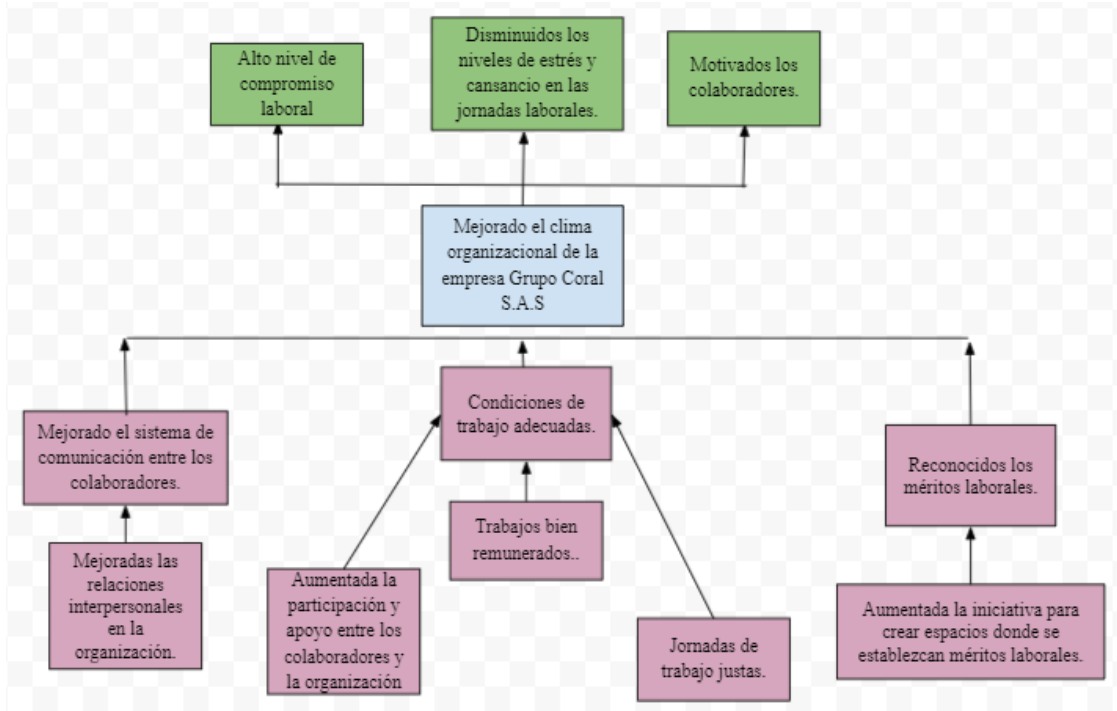 Alto nivel de
compromiso
laboral
Disminuidos los
niveles de estrés y
cansancio en las
jornadas laborales.
Motivados los
colaboradores.
Mejorado el clima
organizacional de la
empresa Grupo Coral
S.A.S
Mejorado el sistema de
comunicación entre los
colaboradores.
Condiciones de
trabajo adecuadas.
Reconocidos los
méritos laborales.
Mejoradas las
relaciones
interpersonales
en la
organización.
Aumentada la
participación y
apoyo entre los
colaboradores y
la organización
Trabajos bien
remunerados..
Jornadas de
trabajo justas.
Aumentada la iniciativa para
crear espacios donde se
establezcan méritos laborales.